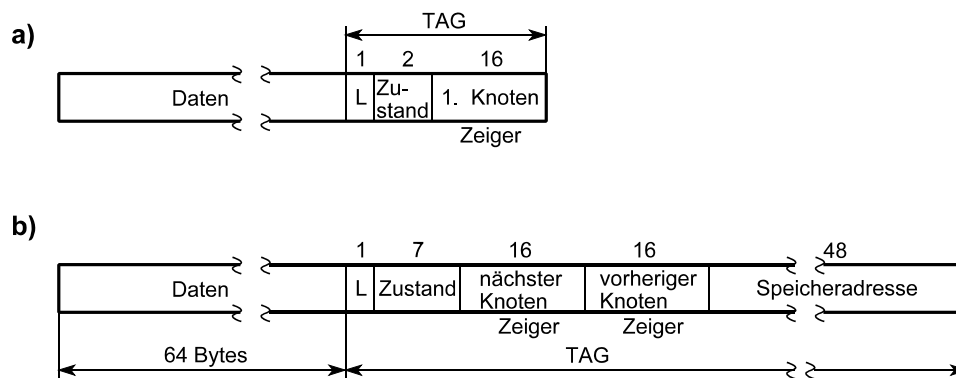 a)
TAG
1 2 16
Daten L Zu-
stand 1. Knoten
Zeiger
b)
1 7 16 16 48
Daten L Zustand nächster
Knoten vorheriger
Knoten Speicheradresse
Zeiger Zeiger
64 Bytes TAG